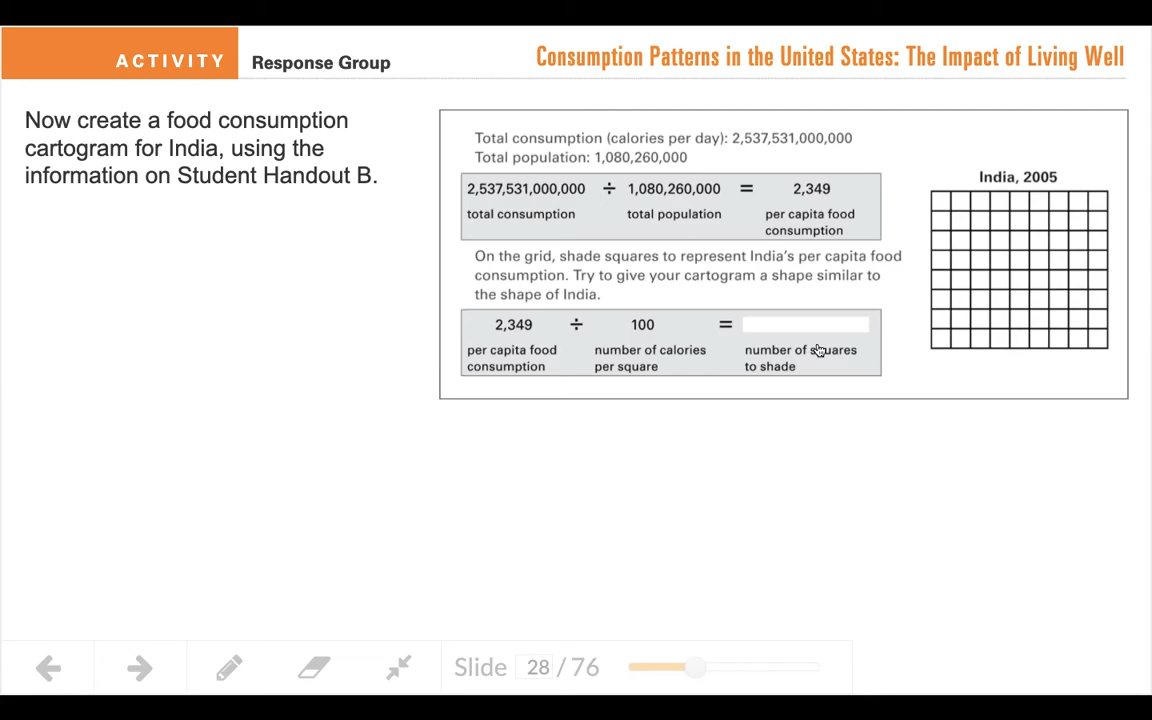 ACTIVITY
Response Group
Consumption Patterns in the United States: The Impact of Living Well
Now create a food consumption
cartogram for India, using the
information on Student Handout B.
Total consumption (calories per day): 2,537,531,000,000
Total population: 1,080,260,000
2,537,531,000,000 ÷ 1,080,260,000 = 2,349
total consumption total population per capita food
consumption
On the grid, shade squares to represent India's per capita food
consumption. Try to give your cartogram a shape similar to
the shape of India.
2,349 ÷ 100 =
per capita food number of calories number of squares
consumption per square to shade
India, 2005
Slide 28 / 76